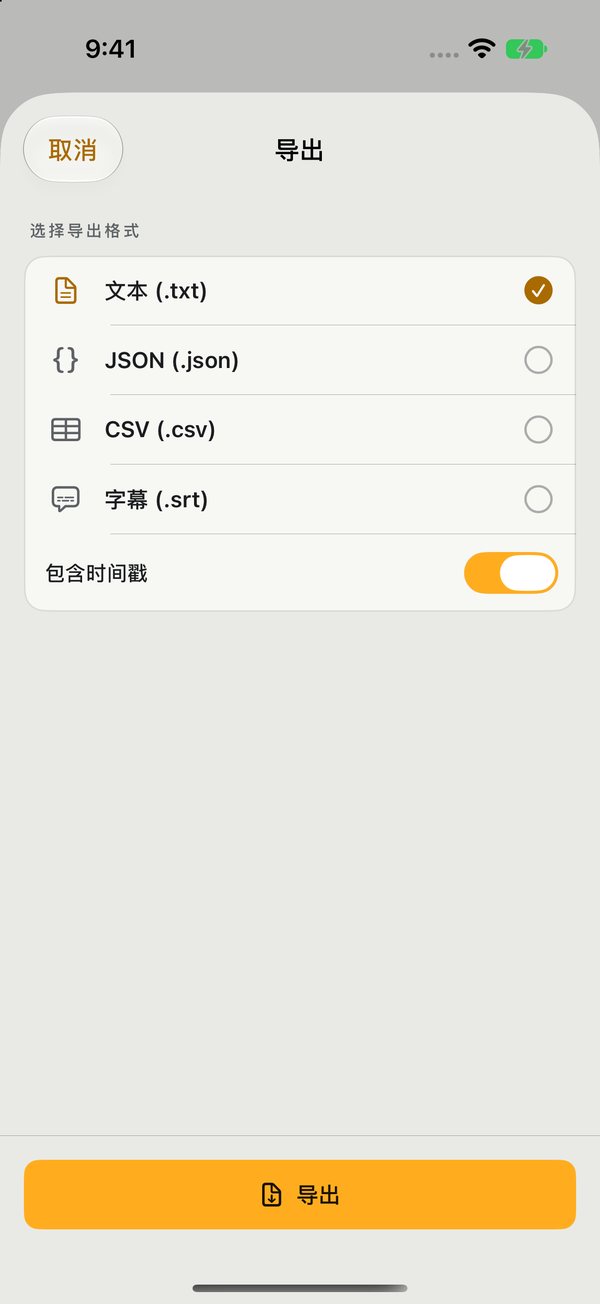 9:41
取消
导出
选择导出格式
文本 (.txt)
JSON (.json)
CSV (.csv)
字幕 (.srt)
包含时间戳
导出